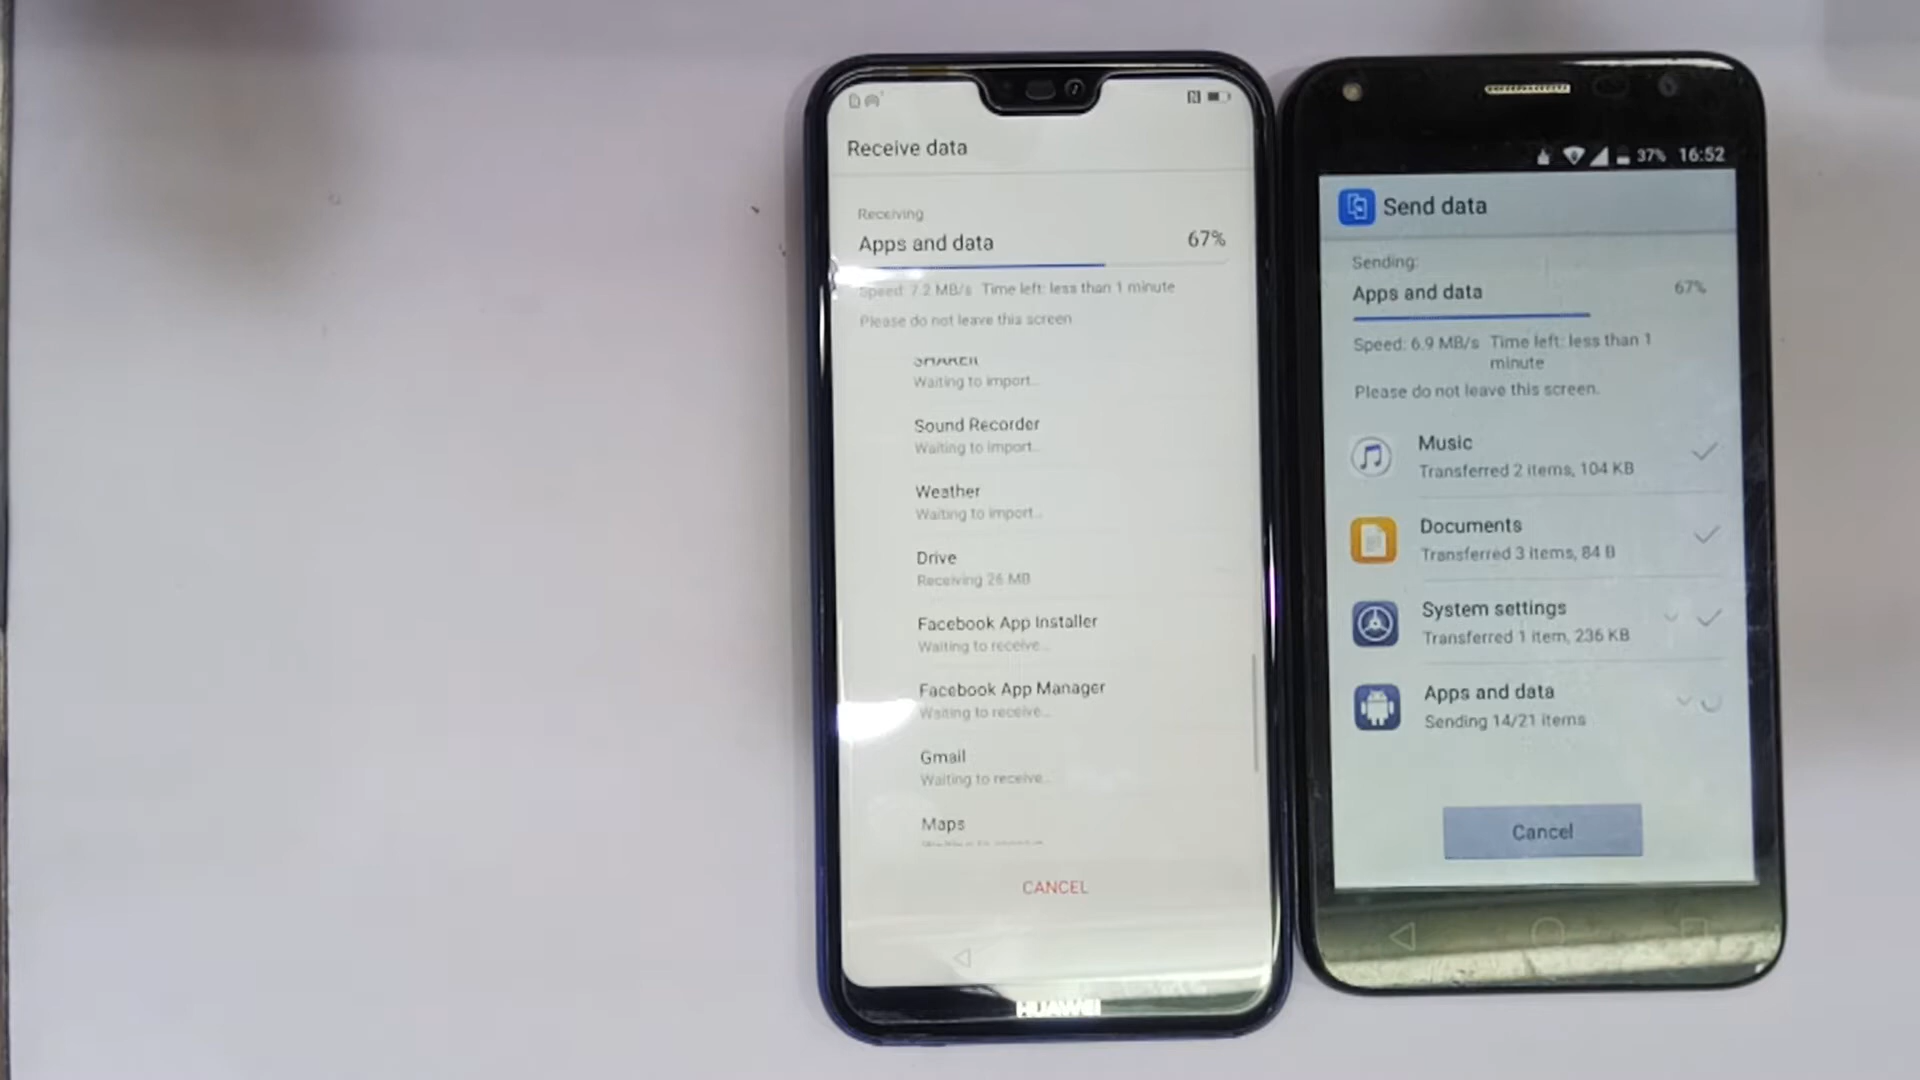 Receive data
Receiving
Apps and data
67%
Speed: 7.2 MB/s Time left: less than 1 minute
Please do not leave this screen.
Waiting to import...
Sound Recorder
Waiting to import...
Weather
Waiting to import...
Drive
Receiving 26 MB
Facebook App Installer
Waiting to receive...
Facebook App Manager
Waiting to receive...
Gmail
Waiting to receive...
Maps
CANCEL
HUAWEI
37% 16:52
Send data
Sending:
Apps and data
67%
Speed: 6.9 MB/s Time left: less than 1
minute
Please do not leave this screen.
Music
Transferred 2 items, 104 KB
Documents
Transferred 3 items, 84 B
System settings
Transferred 1 item, 236 KB
Apps and data
Sending 14/21 items
Cancel